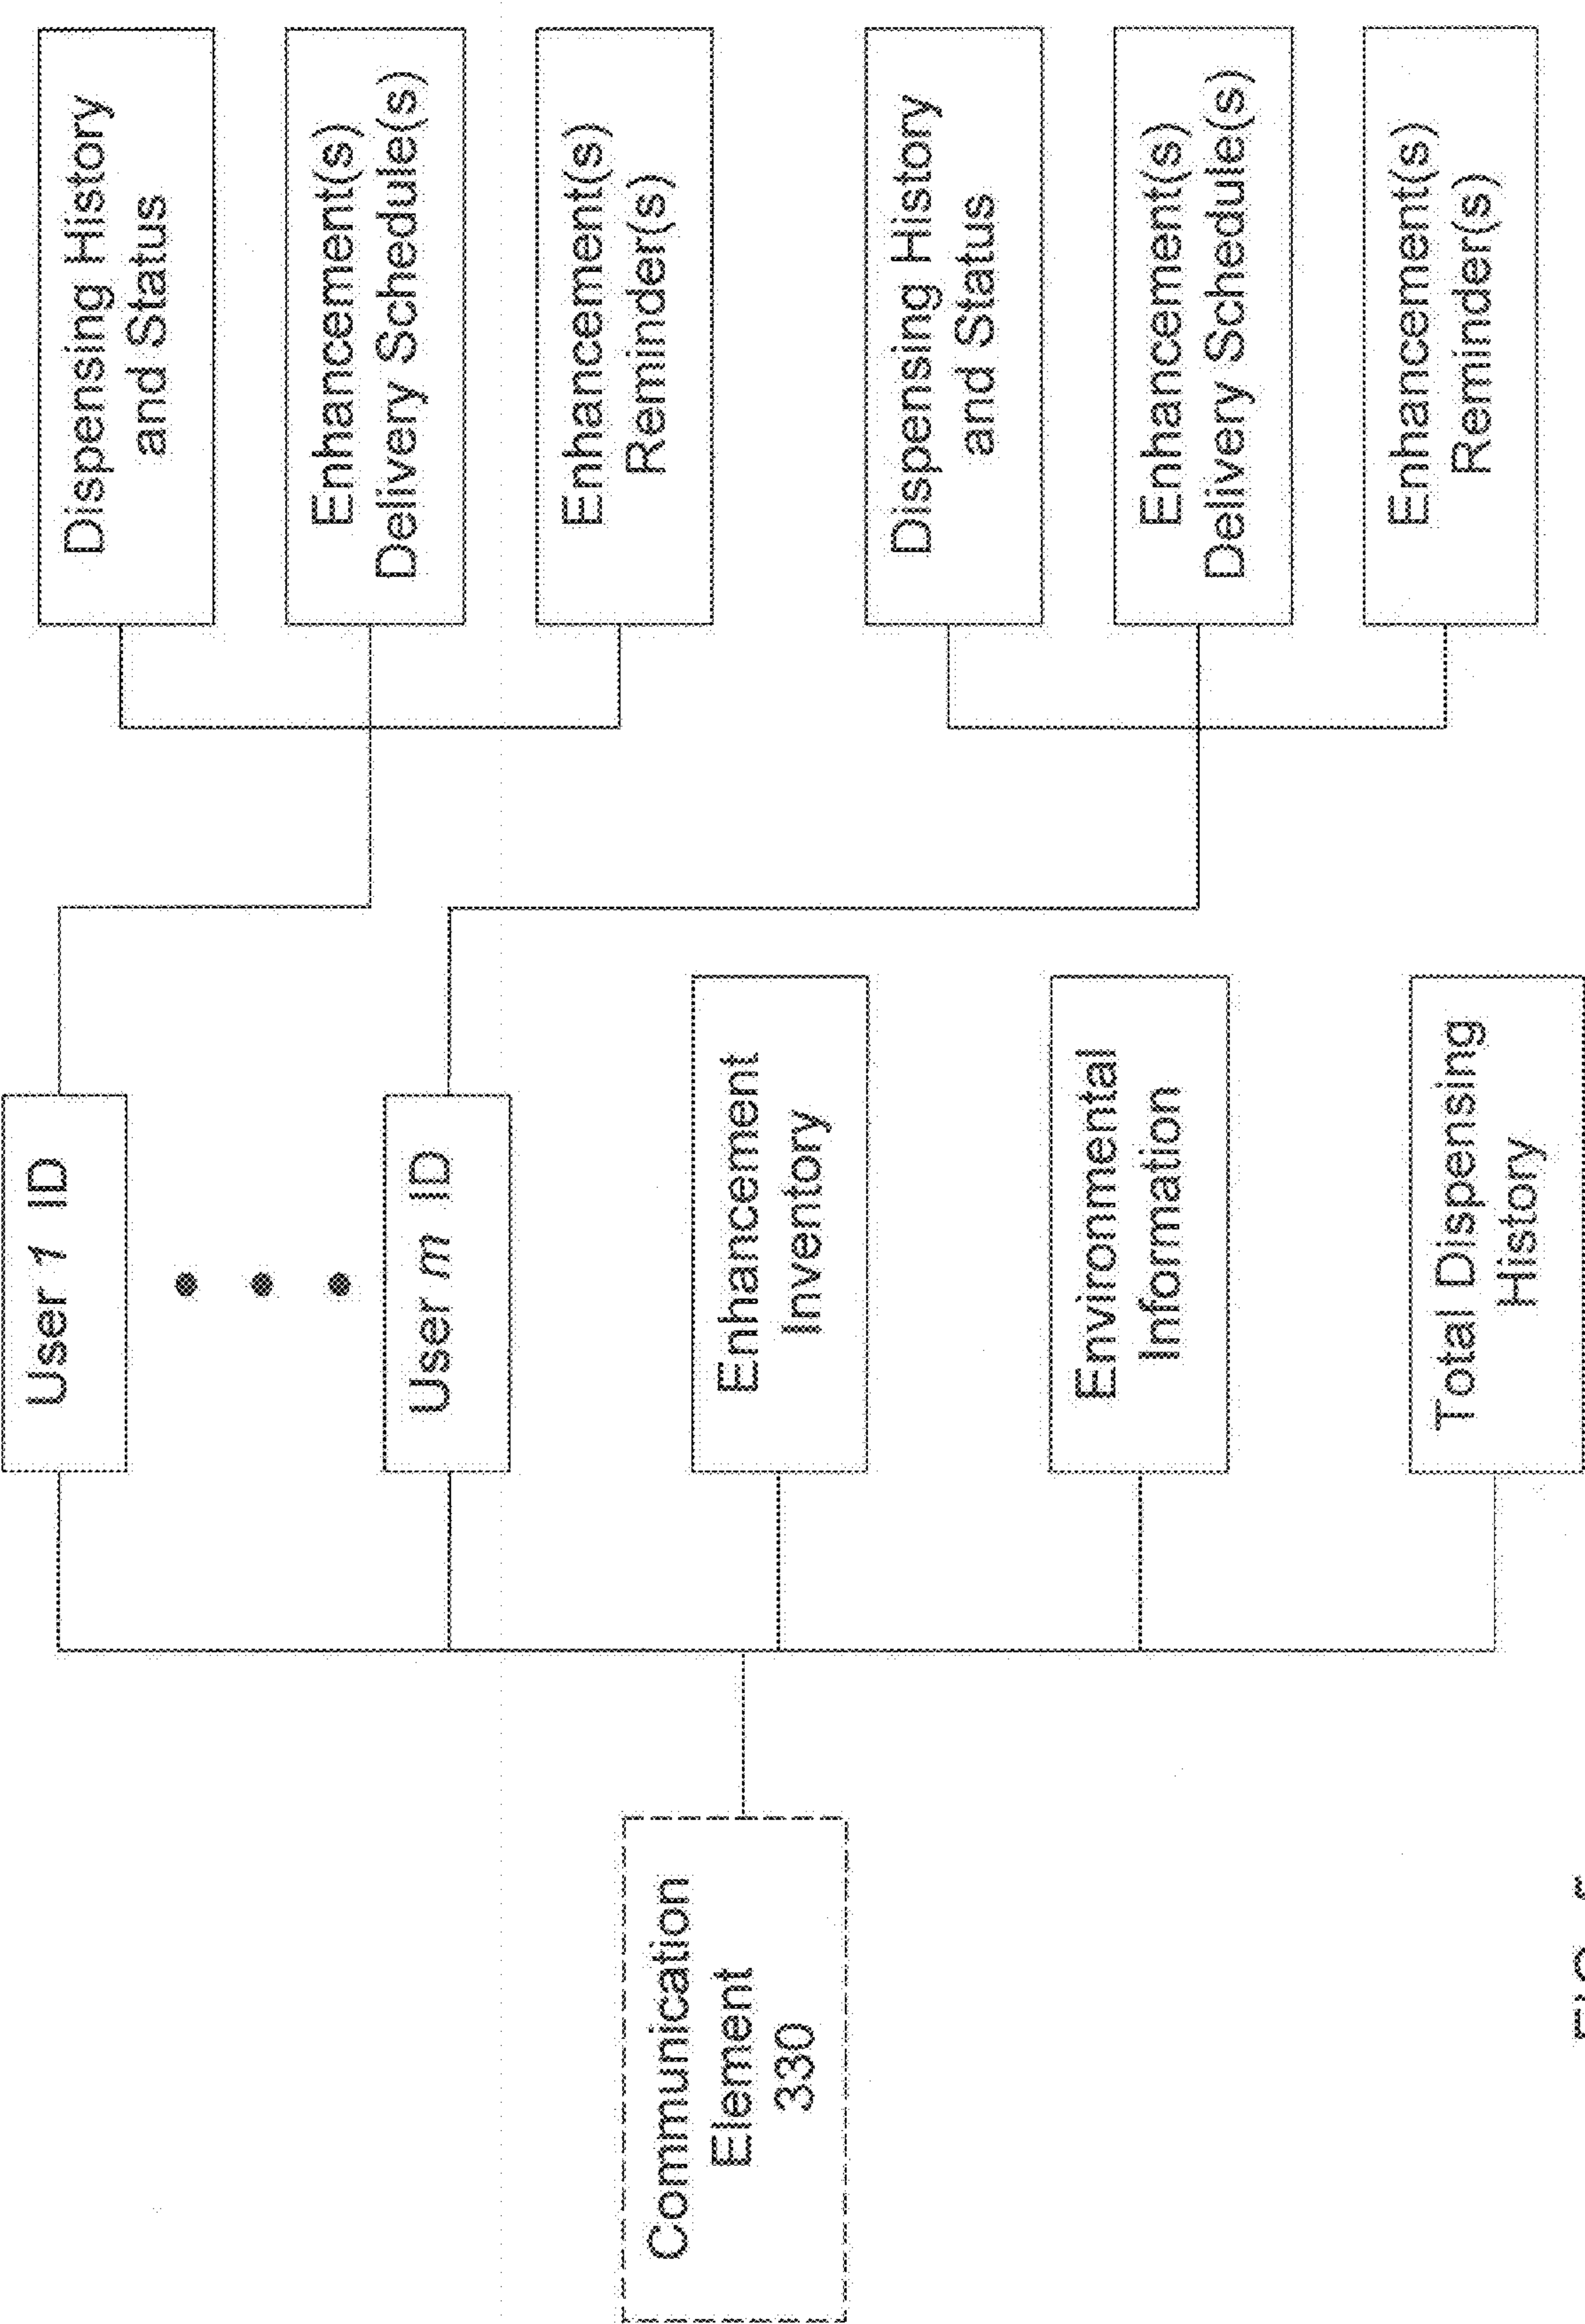 Communication
Element
330
User 1 ID
User m ID
Enhancement
Inventory
Environmental
Information
Total Dispensing
History
Dispensing History
and Status
Enhancement(s)
Delivery Schedule(s)
Enhancement(s)
Reminder(s)
Dispensing History
and Status
Enhancement(s)
Delivery Schedule(s)
Enhancement(s)
Reminder(s)